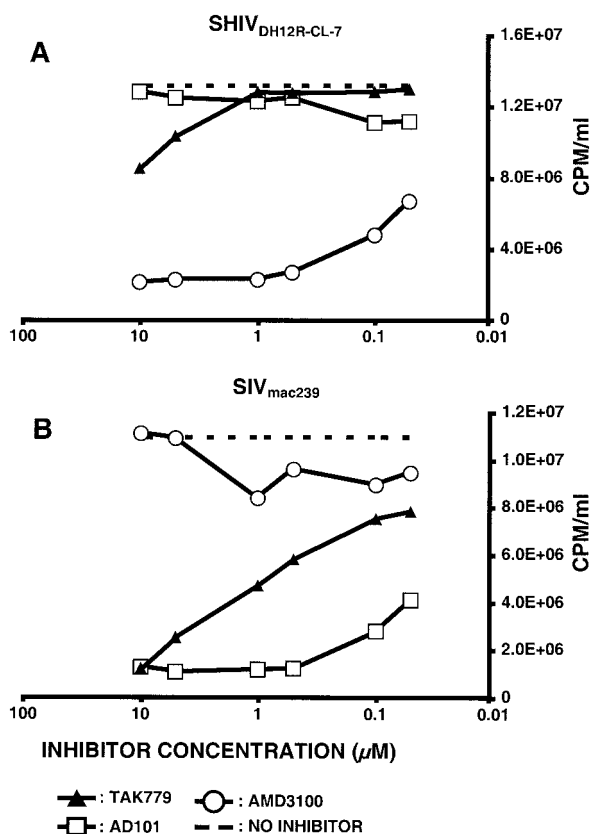 SHIV DH12R-CL-7
A
1.6E+07
1.2E+07
8.0E+06
4.0E+06
0
CPM/ml
100 10 1 0.1 0.01
SIV mac239
B
1.2E+07
1.0E+07
8.0E+06
6.0E+06
4.0E+06
2.0E+06
0
CPM/ml
100 10 1 0.1 0.01
INHIBITOR CONCENTRATION (μM)
: TAK779 : AMD3100
: AD101 : NO INHIBITOR